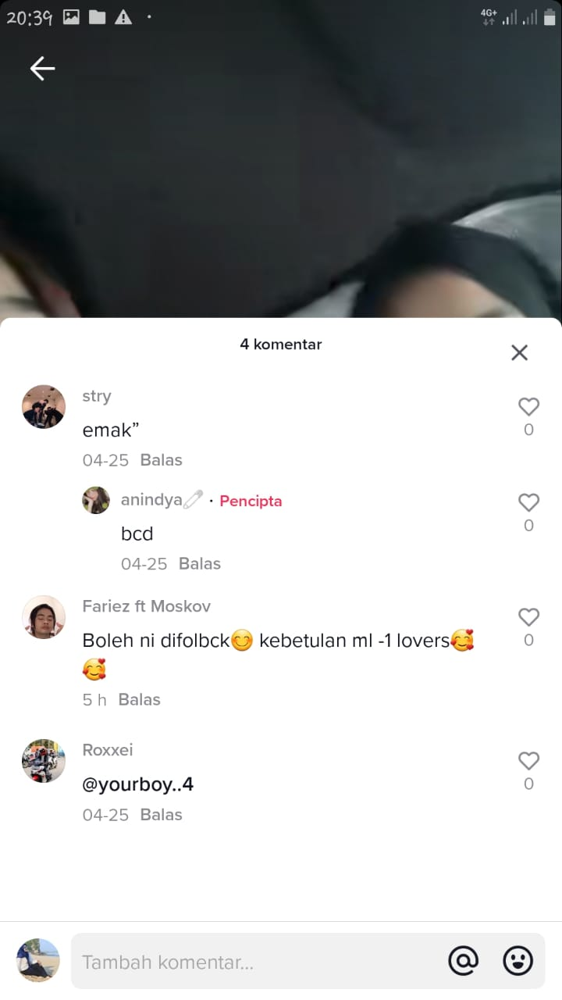 20:39
4G+
4 komentar
stry
emak”
0
04-25 Balas
anindya🧷 · Pencipta
bcd
0
04-25 Balas
Fariez ft Moskov
Boleh ni difolbck😊 kebetulan ml -1 lovers🥰
🥰
0
5 h Balas
Roxxei
@yourboy..4
0
04-25 Balas
Tambah komentar...